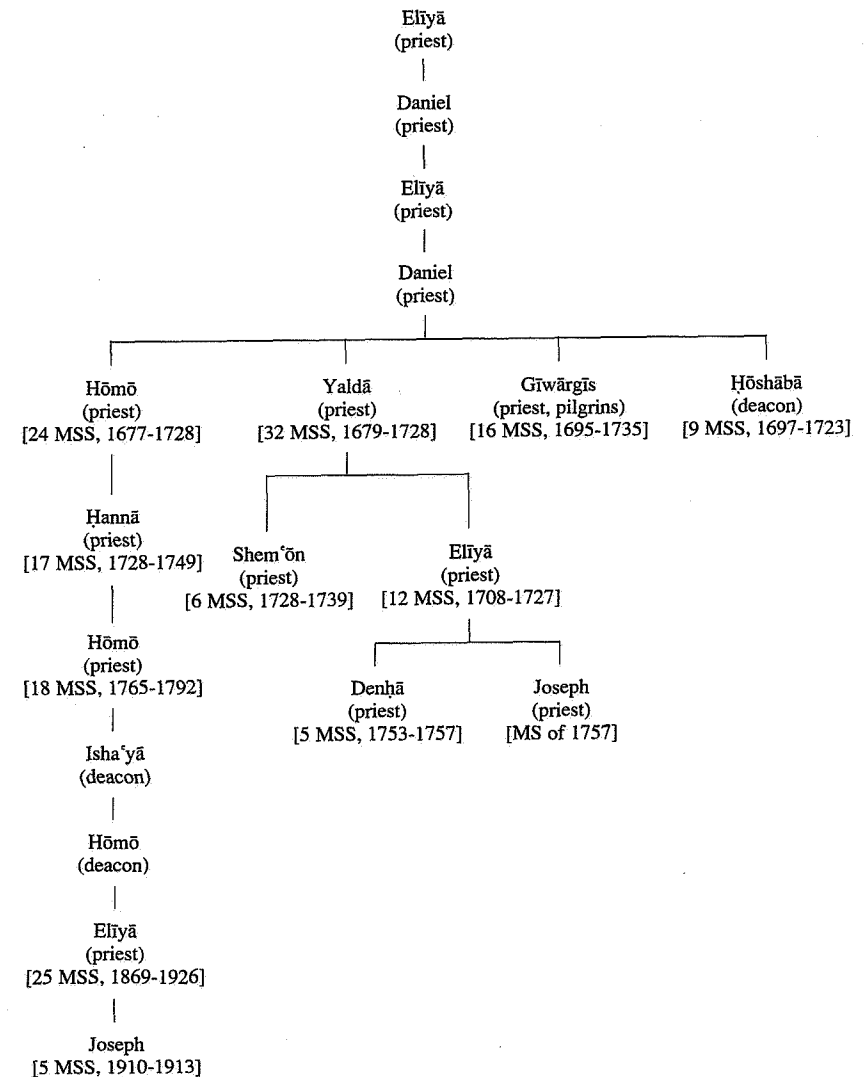 Elīyā
(priest)
Daniel
(priest)
Elīyā
(priest)
Daniel
(priest)
Hōmō
(priest)
[24 MSS, 1677-1728]
Yaldā
(priest)
[32 MSS, 1679-1728]
Gīwārgīs
(priest, pilgrins)
[16 MSS, 1695-1735]
Ḥōshābā
(deacon)
[9 MSS, 1697-1723]
Ḥannā
(priest)
[17 MSS, 1728-1749]
Shemʿōn
(priest)
[6 MSS, 1728-1739]
Elīyā
(priest)
[12 MSS, 1708-1727]
Hōmō
(priest)
[18 MSS, 1765-1792]
Denḥā
(priest)
[5 MSS, 1753-1757]
Joseph
(priest)
[MS of 1757]
Ishaʿyā
(deacon)
Hōmō
(deacon)
Elīyā
(priest)
[25 MSS, 1869-1926]
Joseph
[5 MSS, 1910-1913]